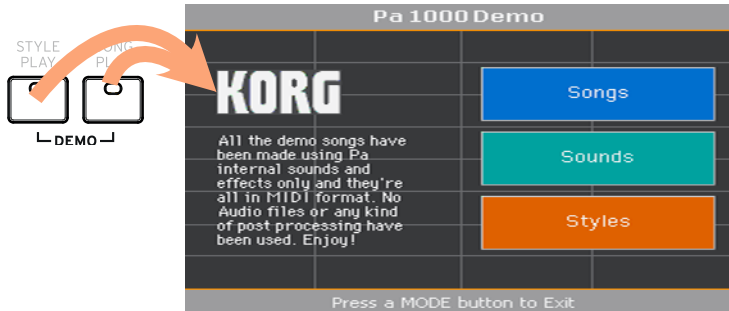 STYLE
PLAY
DEMO
Pa 1000 Demo
KORG
All the demo songs have
been made using Pa
internal sounds and
effects only and they're
all in MIDI format. No
Audio files or any kind
of post processing have
been used. Enjoy!
Songs
Sounds
Styles
Press a MODE button to Exit